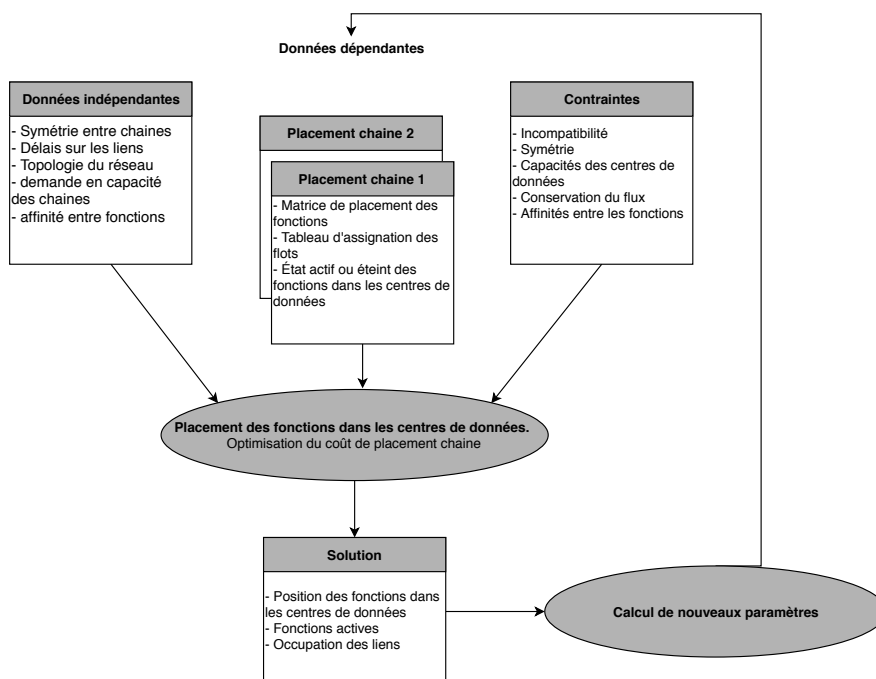 Données dépendantes
Données indépendantes
- Symétrie entre chaines
- Délais sur les liens
- Topologie du réseau
- demande en capacité
des chaines
- affinité entre fonctions
Placement chaine 2
Placement chaine 1
- Matrice de placement des
fonctions
- Tableau d'assignation des
flots
- État actif ou éteint des
fonctions dans les centres de
données
Contraintes
- Incompatibilité
- Symétrie
- Capacités des centres de
données
- Conservation du flux
- Affinités entre les fonctions
Placement des fonctions dans les centres de données.
Optimisation du coût de placement chaine
Solution
- Position des fonctions dans
les centres de données
- Fonctions actives
- Occupation des liens
Calcul de nouveaux paramètres